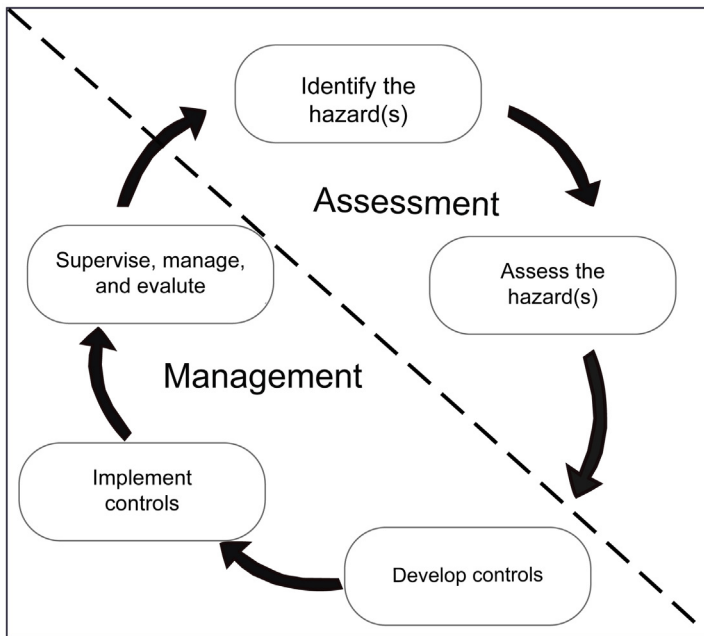 Identify the
hazard(s)
Assessment
Assess the
hazard(s)
Supervise, manage,
and evalute
Management
Implement
controls
Develop controls